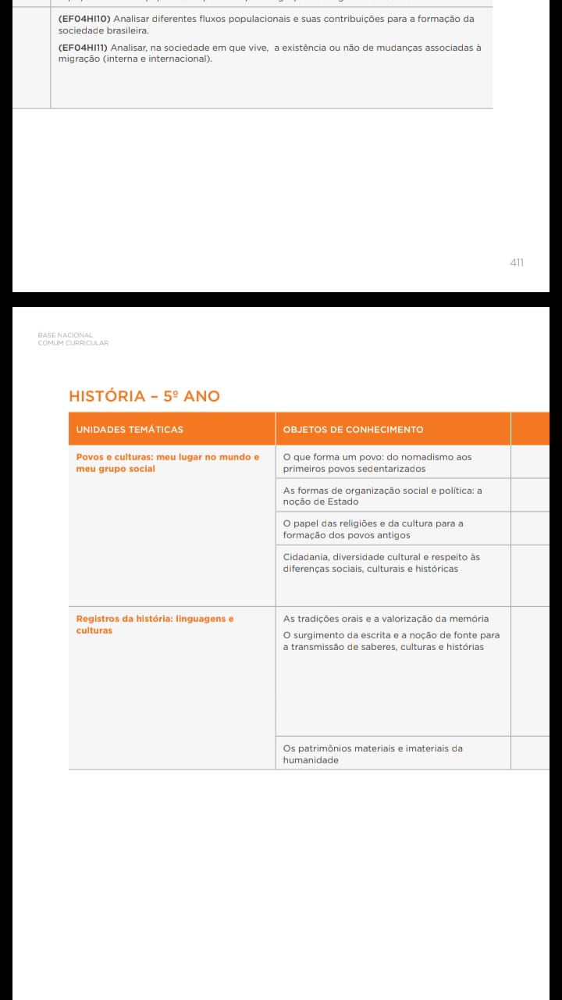 (EF04HI10) Analisar diferentes fluxos populacionais e suas contribuições para a formação da
sociedade brasileira.
(EF04HI11) Analisar, na sociedade em que vive, a existência ou não de mudanças associadas à
migração (interna e internacional).
411
BASE NACIONAL
COMUM CURRICULAR
HISTÓRIA – 5º ANO
UNIDADES TEMÁTICAS
OBJETOS DE CONHECIMENTO
Povos e culturas: meu lugar no mundo e
meu grupo social
O que forma um povo: do nomadismo aos
primeiros povos sedentarizados
As formas de organização social e política: a
noção de Estado
O papel das religiões e da cultura para a
formação dos povos antigos
Cidadania, diversidade cultural e respeito às
diferenças sociais, culturais e históricas
Registros da história: linguagens e
culturas
As tradições orais e a valorização da memória
O surgimento da escrita e a noção de fonte para
a transmissão de saberes, culturas e histórias
Os patrimônios materiais e imateriais da
humanidade